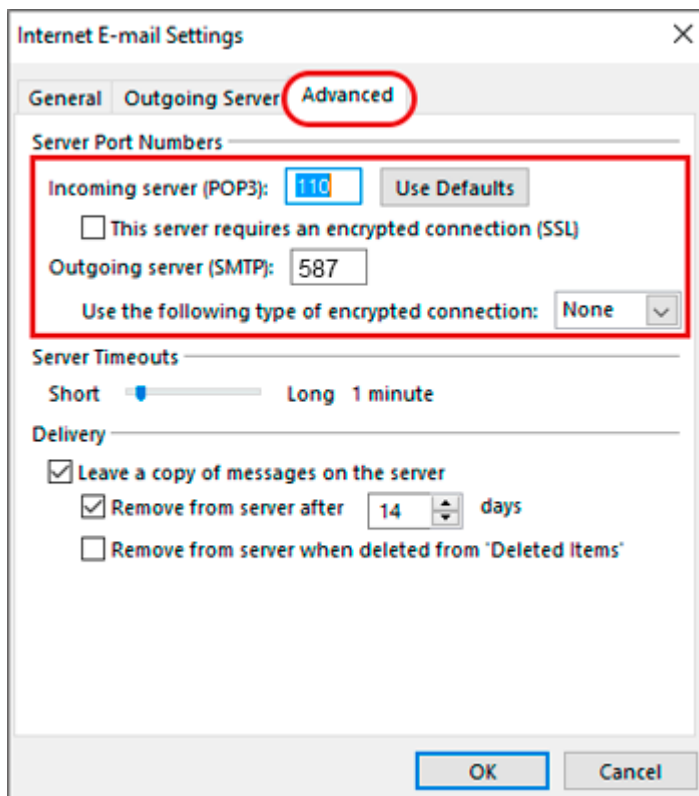 Internet E-mail Settings
General Outgoing Server Advanced
Server Port Numbers
Incoming server (POP3): 110 Use Defaults
This server requires an encrypted connection (SSL)
Outgoing server (SMTP): 587
Use the following type of encrypted connection: None
Server Timeouts
Short Long 1 minute
Delivery
Leave a copy of messages on the server
Remove from server after 14 days
Remove from server when deleted from 'Deleted Items'
OK Cancel